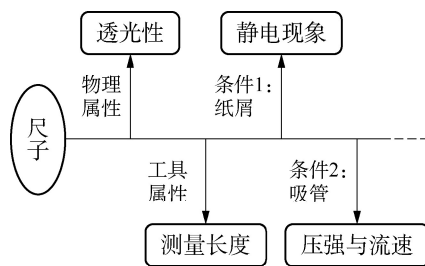 透光性
静电现象
物理
属性
条件1：
纸屑
尺子
工具
属性
条件2：
吸管
测量长度
压强与流速